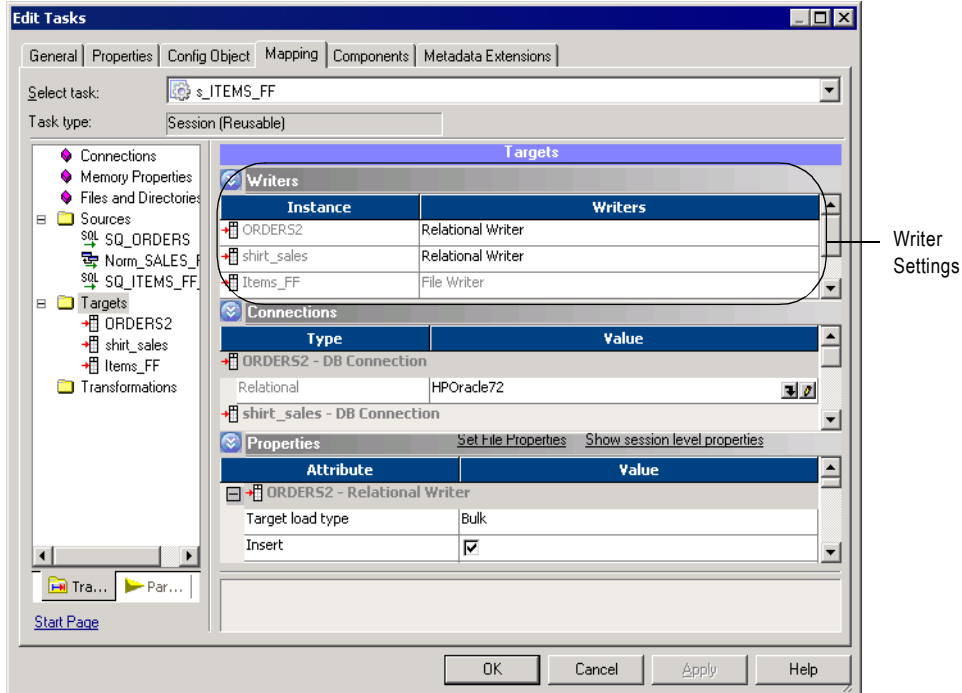 Edit Tasks
General Properties Config Object Mapping Components Metadata Extensions
Select task: s_ITEMS_FF
Task type: Session (Reusable)
Connections
Memory Properties
Files and Directories
Sources
SQL SQ_ORDERS
Norm_SALES_F
SQL SQ_ITEMS_FF_
Targets
ORDERS2
shirt_sales
Items_FF
Transformations
Tra... Par...
Start Page
Targets
Writers
Instance Writers
ORDERS2 Relational Writer
shirt_sales Relational Writer
Items_FF File Writer
Connections
Type Value
ORDERS2 - DB Connection
Relational HPOracle72
shirt_sales - DB Connection
Properties Set File Properties Show session level properties
Attribute Value
ORDERS2 - Relational Writer
Target load type Bulk
Insert
OK Cancel Apply Help
Writer
Settings